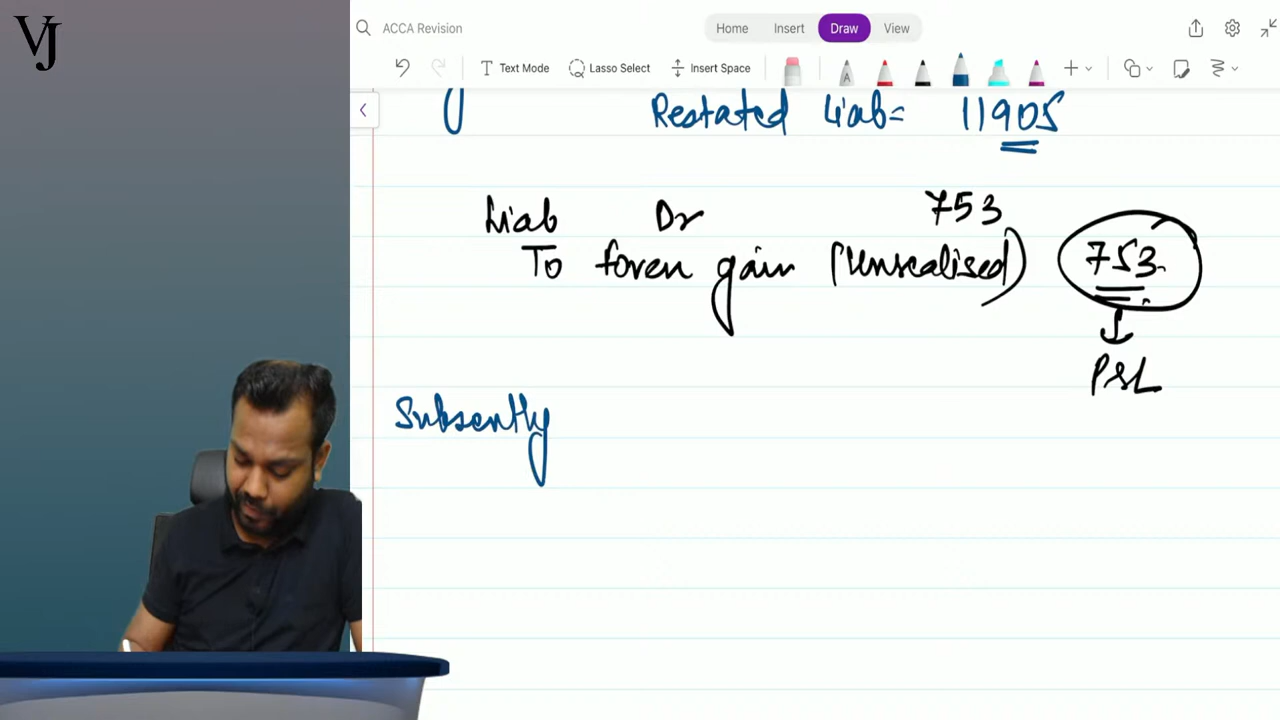 VJ
ACCA Revision
Home Insert Draw View
Text Mode Lasso Select Insert Space
Restated Liab= 11905
Liab Dr 753
To forex gain (Unrealised) 753
P&L
Subsently